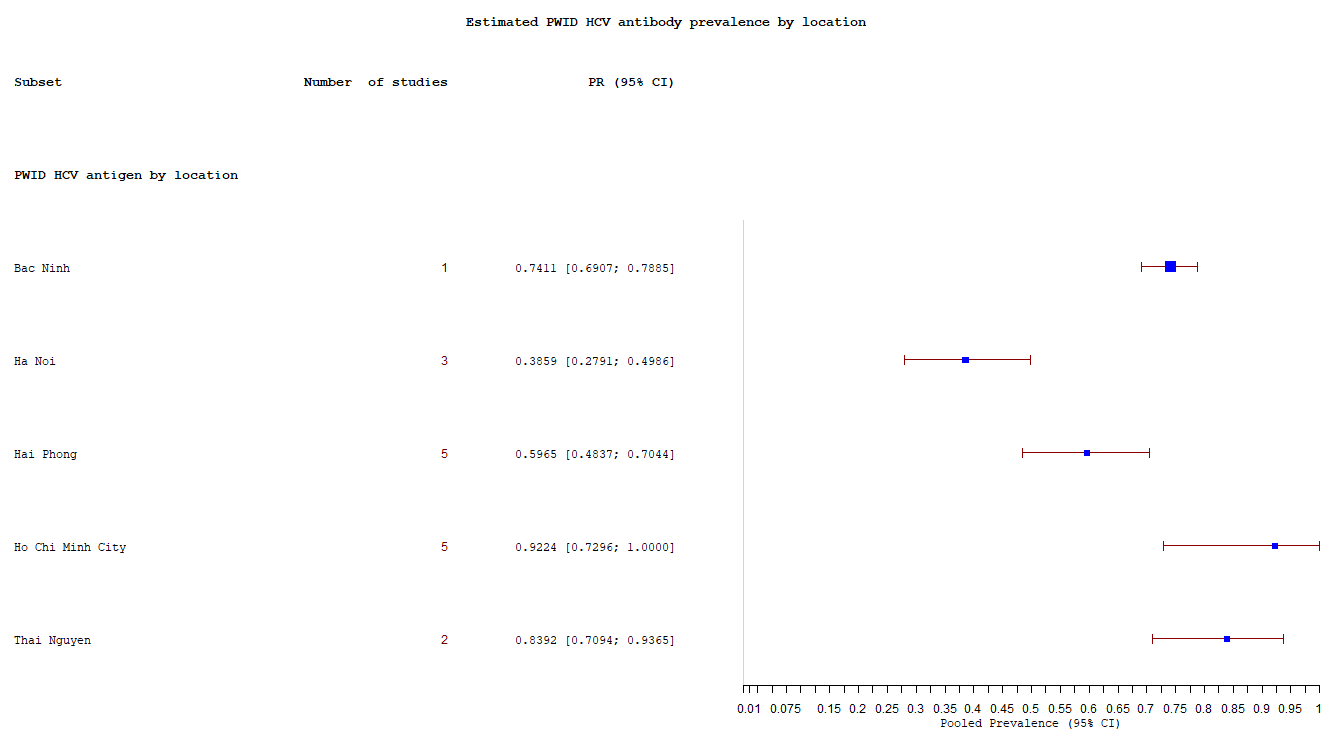 Estimated PWID HCV antibody prevalence by location
Subset Number of studies PR (95% CI)
PWID HCV antigen by location
Bac Ninh 1 0.7411 [0.6907; 0.7885]
Ha Noi 3 0.3859 [0.2791; 0.4986]
Hai Phong 5 0.5965 [0.4837; 0.7044]
Ho Chi Minh City 5 0.9224 [0.7296; 1.0000]
Thai Nguyen 2 0.8392 [0.7094; 0.9365]
0.01 0.075 0.15 0.2 0.25 0.3 0.35 0.4 0.45 0.5 0.55 0.6 0.65 0.7 0.75 0.8 0.85 0.9 0.95 1
Pooled Prevalence (95% CI)